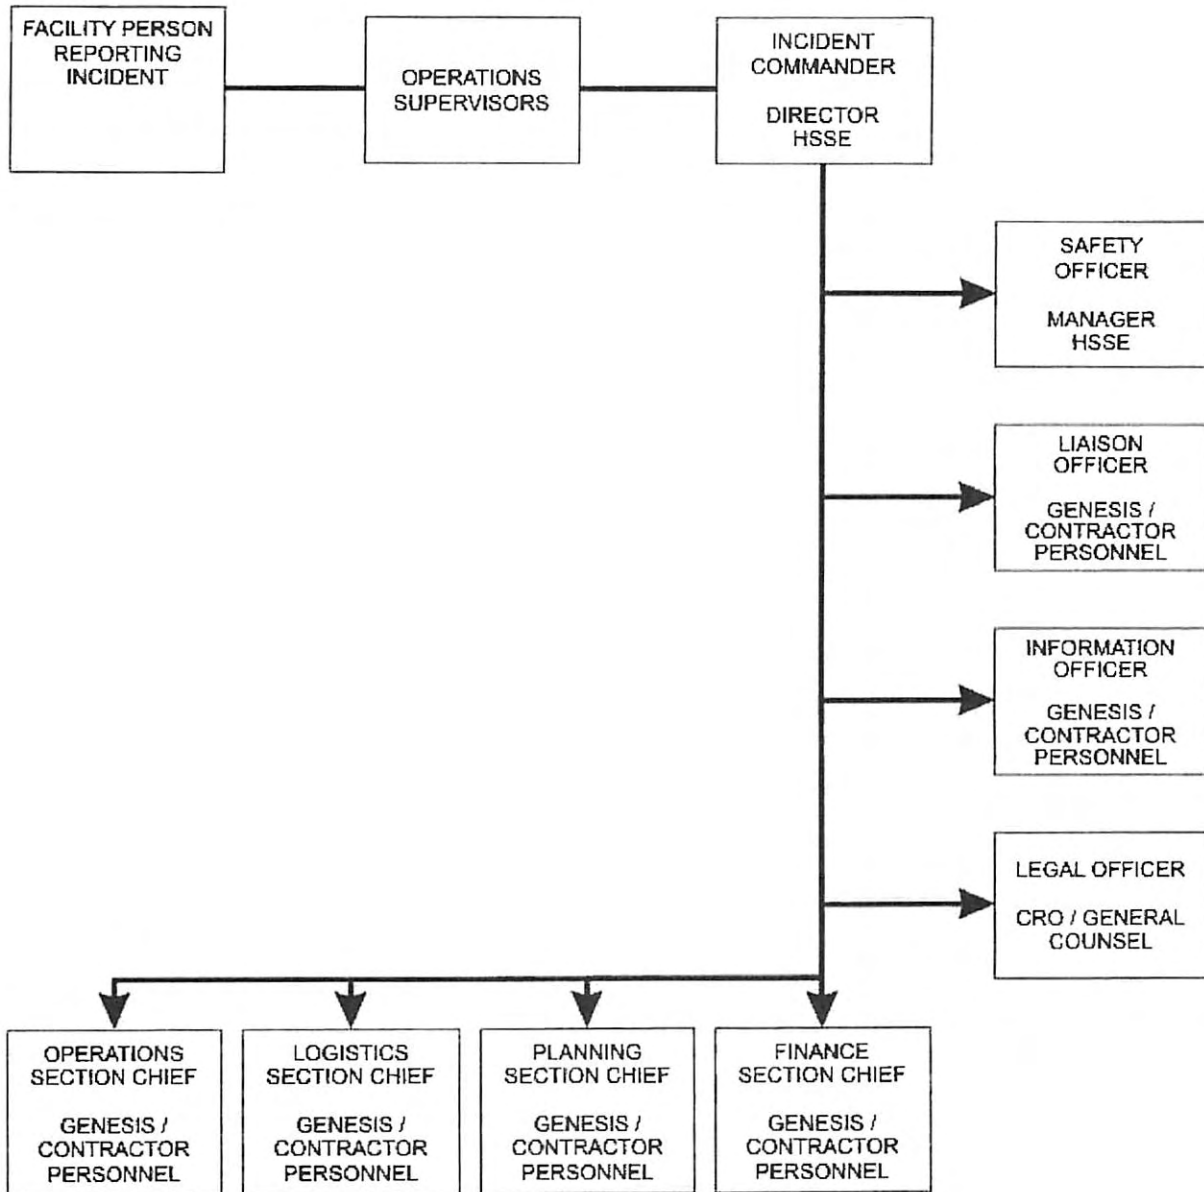 FACILITY PERSON
REPORTING
INCIDENT
OPERATIONS
SUPERVISORS
INCIDENT
COMMANDER
DIRECTOR
HSSE
SAFETY
OFFICER
MANAGER
HSSE
LIAISON
OFFICER
GENESIS /
CONTRACTOR
PERSONNEL
INFORMATION
OFFICER
GENESIS /
CONTRACTOR
PERSONNEL
LEGAL OFFICER
CRO / GENERAL
COUNSEL
OPERATIONS
SECTION CHIEF
GENESIS /
CONTRACTOR
PERSONNEL
LOGISTICS
SECTION CHIEF
GENESIS /
CONTRACTOR
PERSONNEL
PLANNING
SECTION CHIEF
GENESIS /
CONTRACTOR
PERSONNEL
FINANCE
SECTION CHIEF
GENESIS /
CONTRACTOR
PERSONNEL